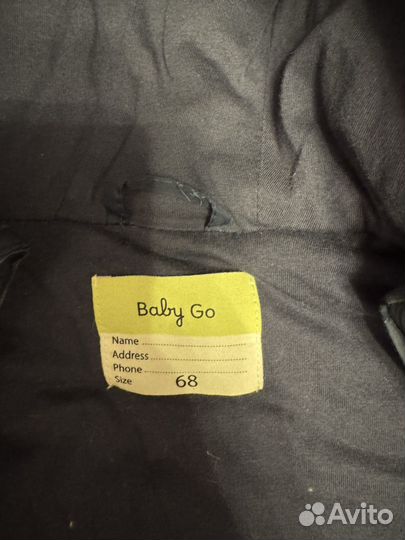 Baby Go
Name
Address
Phone
Size 68
Avito